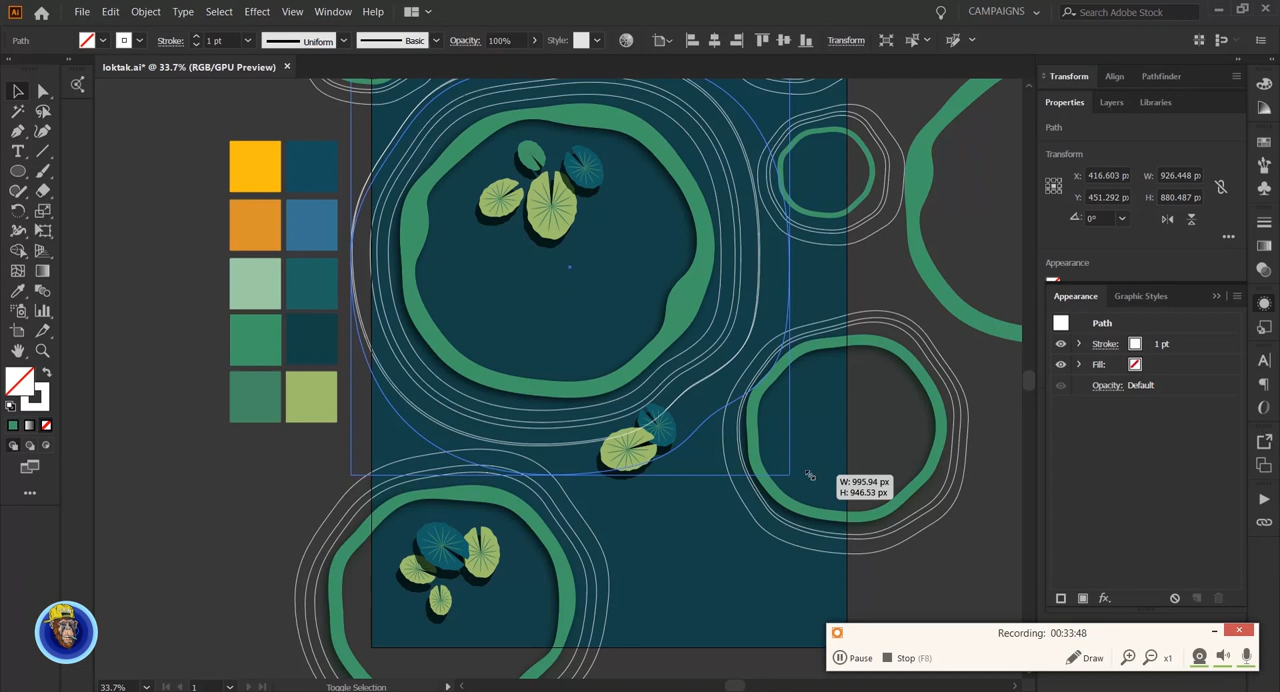 Ai File Edit Object Type Select Effect View Window Help CAMPAIGNS Search Adobe Stock
Path Stroke: 1 pt Uniform Basic Opacity: 100% Style: Transform
loktak.ai* @ 33.7% (RGB/GPU Preview) ×
Transform Align Pathfinder
Properties Layers Libraries
Path
Transform
X: 416.603 p W: 926.448 p
Y: 451.292 p H: 880.487 p
0°
Appearance
Appearance Graphic Styles
Path
Stroke: 1 pt
Fill:
Opacity: Default
fx
W: 995.94 px
H: 946.53 px
Recording: 00:33:48
Pause Stop (F8) Draw x1
33.7% 1 Toggle Selection